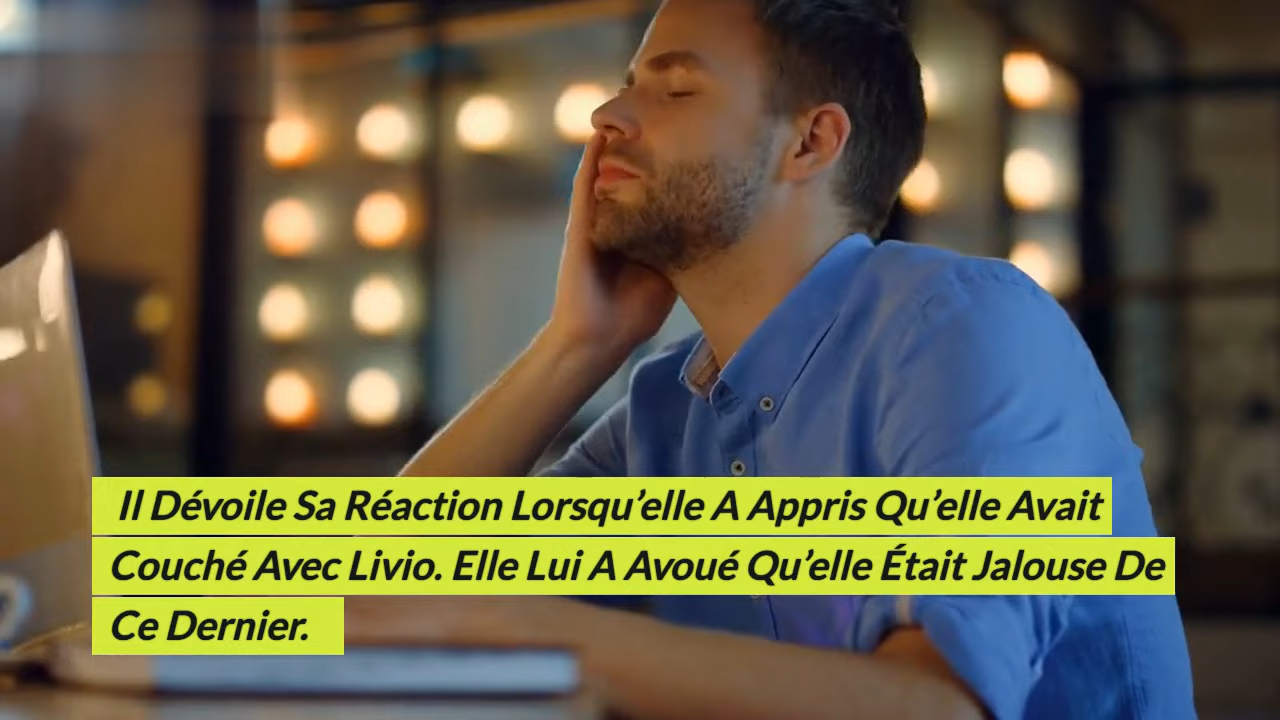 Il Dévoile Sa Réaction Lorsqu’elle A Appris Qu’elle Avait
Couché Avec Livio. Elle Lui A Avoué Qu’elle Était Jalouse De
Ce Dernier.